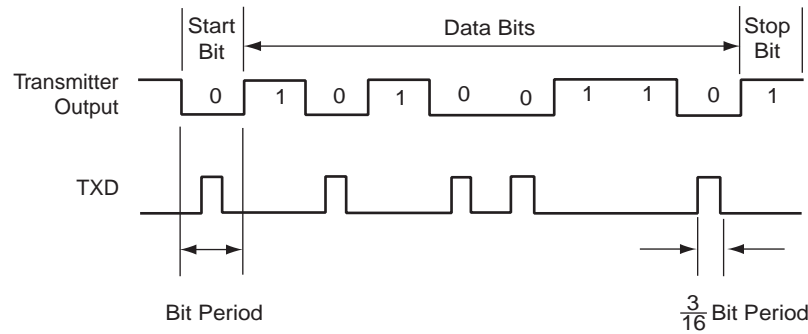 Start
Bit
Data Bits
Stop
Bit
Transmitter
Output
0 1 0 1 0 0 1 1 0 1
TXD
Bit Period
3/16 Bit Period